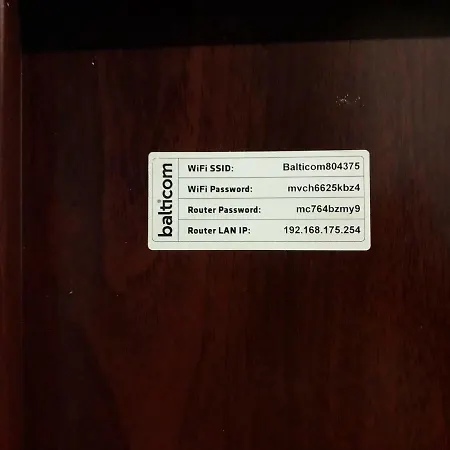 balticom
WiFi SSID: Balticom804375
WiFi Password: mvch6625kbz4
Router Password: mc764bzmy9
Router LAN IP: 192.168.175.254